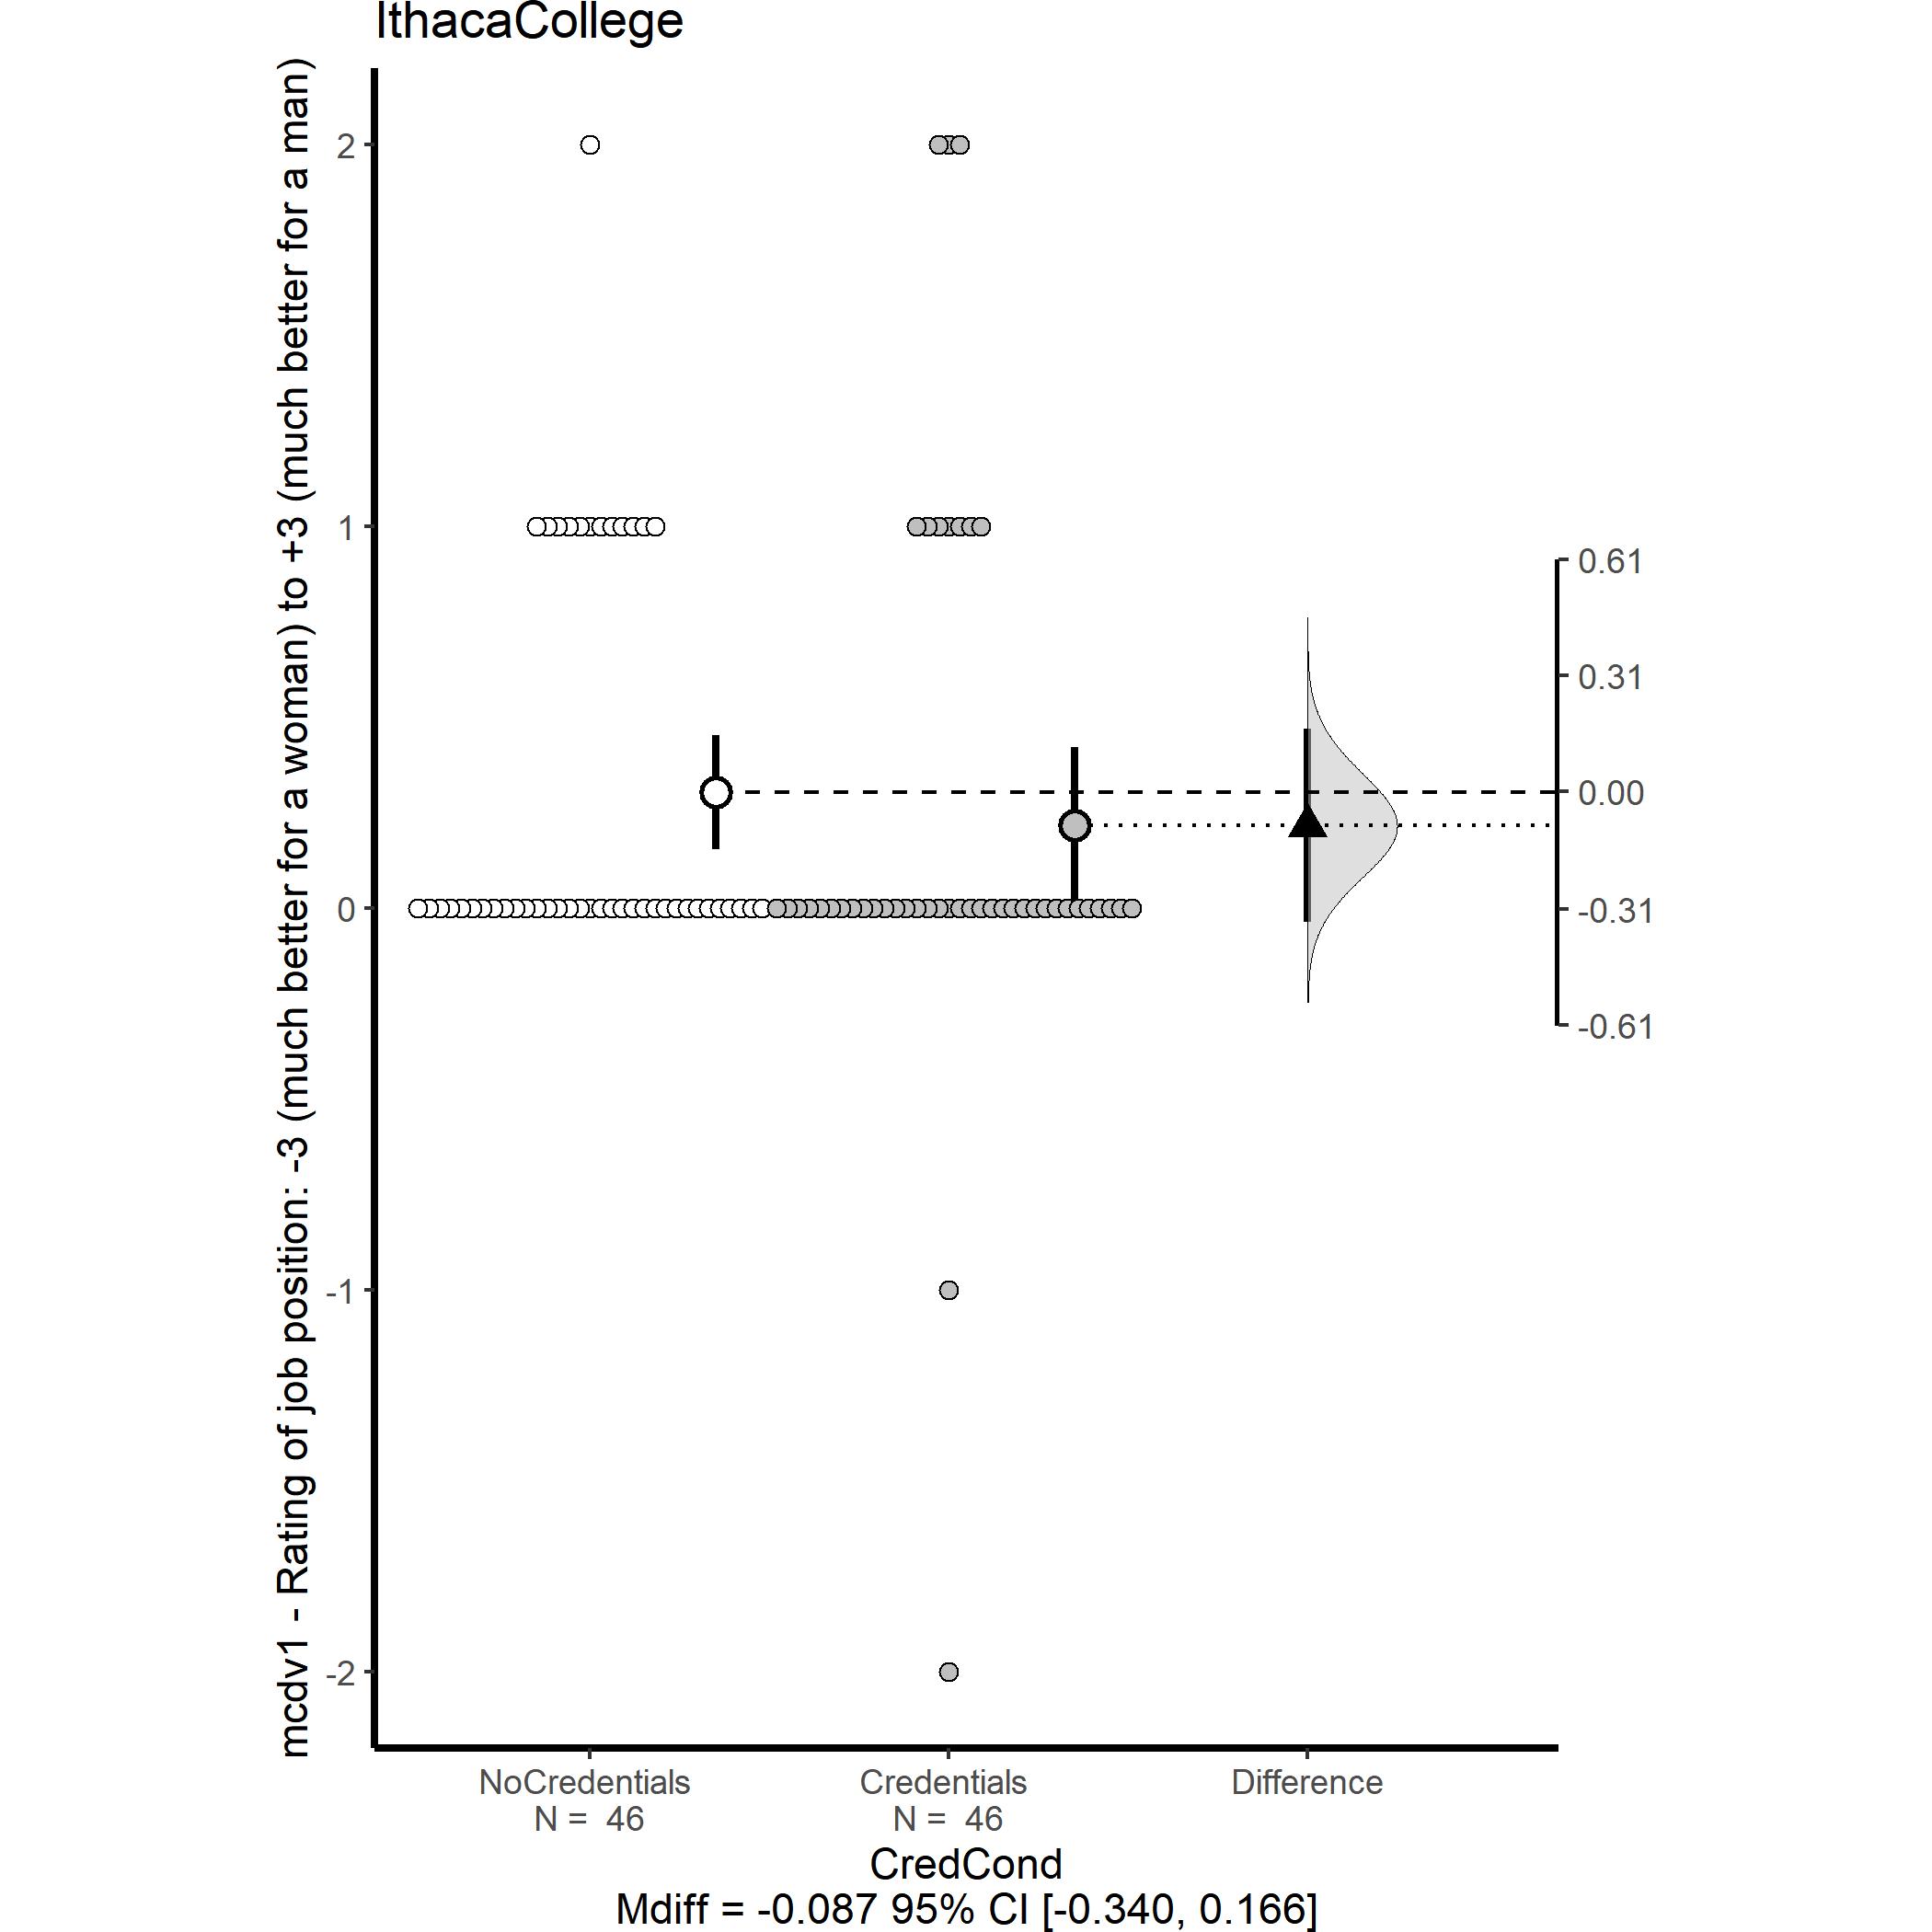 IthacaCollege
mcdv1 - Rating of job position: -3 (much better for a woman) to +3 (much better for a man)
2
1
0
-1
-2
0.61
0.31
0.00
-0.31
-0.61
NoCredentials
N =  46
Credentials
N =  46
Difference
CredCond
Mdiff = -0.087 95% CI [-0.340, 0.166]